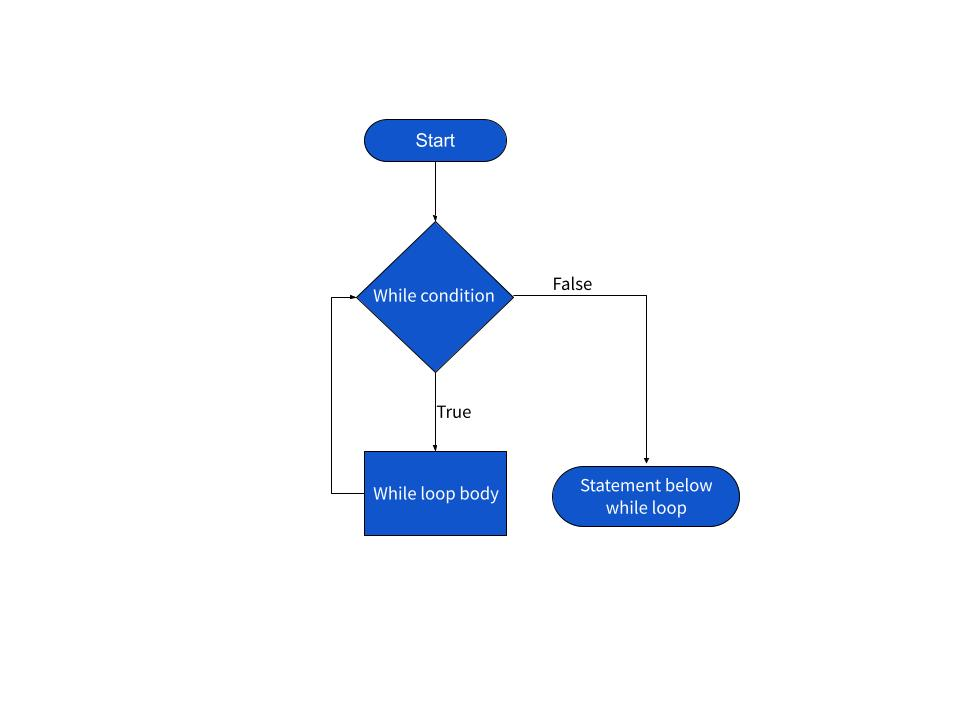 Start
While condition
False
True
While loop body
Statement below
while loop